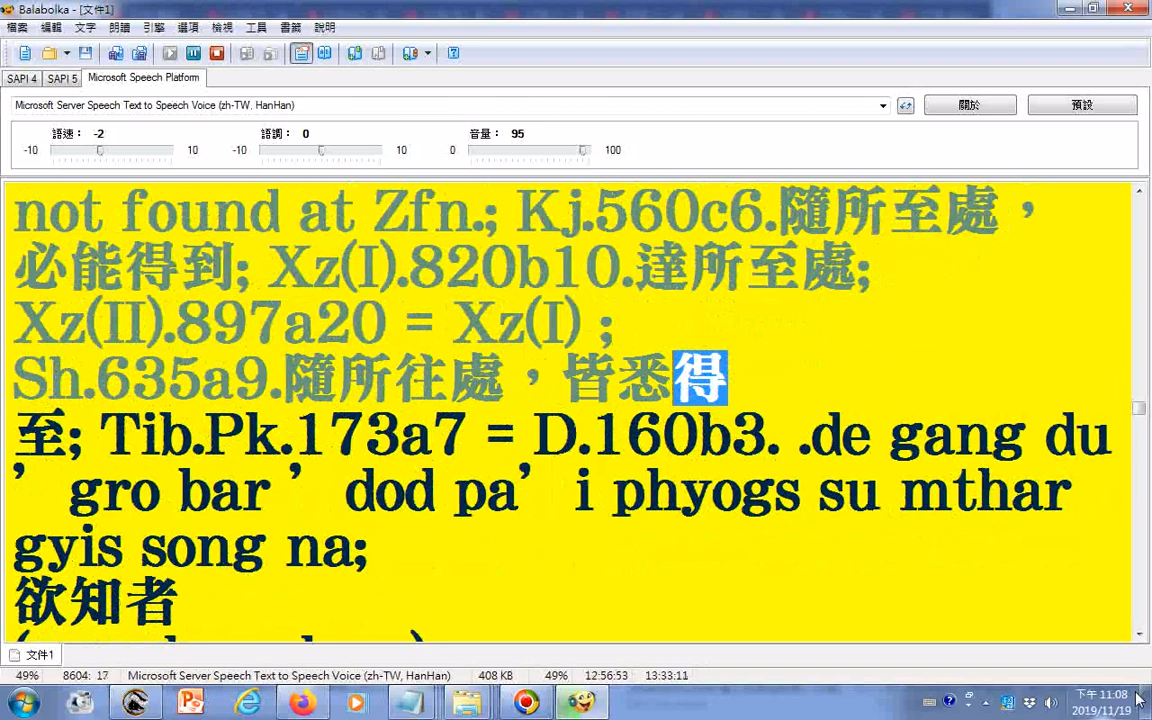 Balabolka - [文件1]
檔案 編輯 文字 朗讀 引擎 選項 檢視 工具 書籤 說明
SAPI 4 SAPI 5 Microsoft Speech Platform
Microsoft Server Speech Text to Speech Voice (zh-TW, HanHan)
關於 預設
語速： -2 語調： 0 音量： 95
-10 10 -10 10 0 100
not found at Zfn.; Kj.560c6.隨所至處，
必能得到; Xz(I).820b10.達所至處;
Xz(II).897a20 = Xz(I) ;
Sh.635a9.隨所往處，皆悉得
至; Tib.Pk.173a7 = D.160b3. .de gang du
’gro bar ’dod pa’i phyogs su mthar
gyis song na;
欲知者
文件1
49% 8604: 17 Microsoft Server Speech Text to Speech Voice (zh-TW, HanHan) 408 KB 49% 12:56:53 13:33:11
下午 11:08
2019/11/19